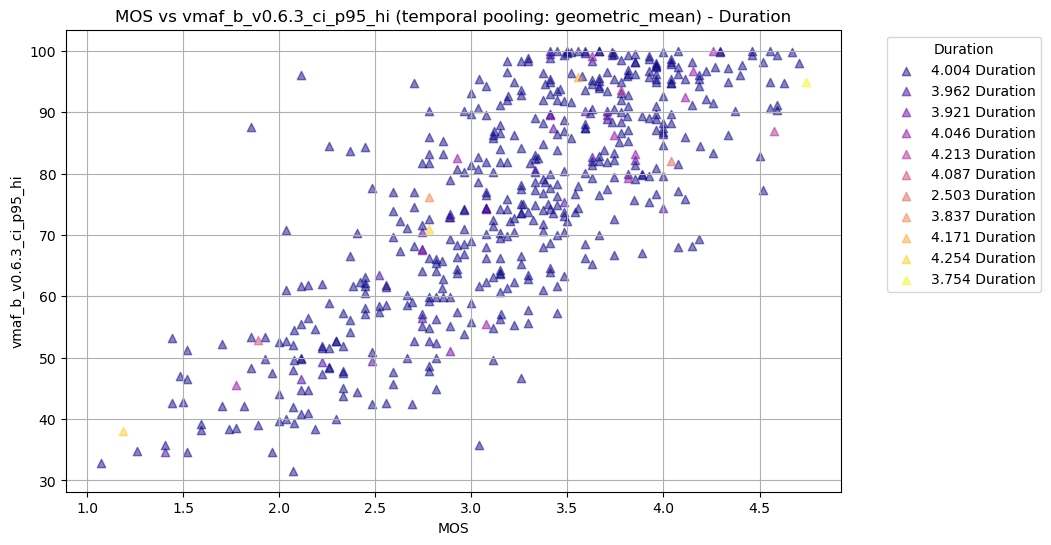 MOS vs vmaf_b_v0.6.3_ci_p95_hi (temporal pooling: geometric_mean) - Duration
vmaf_b_v0.6.3_ci_p95_hi
100
90
80
70
60
50
40
30
1.0 1.5 2.0 2.5 3.0 3.5 4.0 4.5
MOS
Duration
4.004 Duration
3.962 Duration
3.921 Duration
4.046 Duration
4.213 Duration
4.087 Duration
2.503 Duration
3.837 Duration
4.171 Duration
4.254 Duration
3.754 Duration